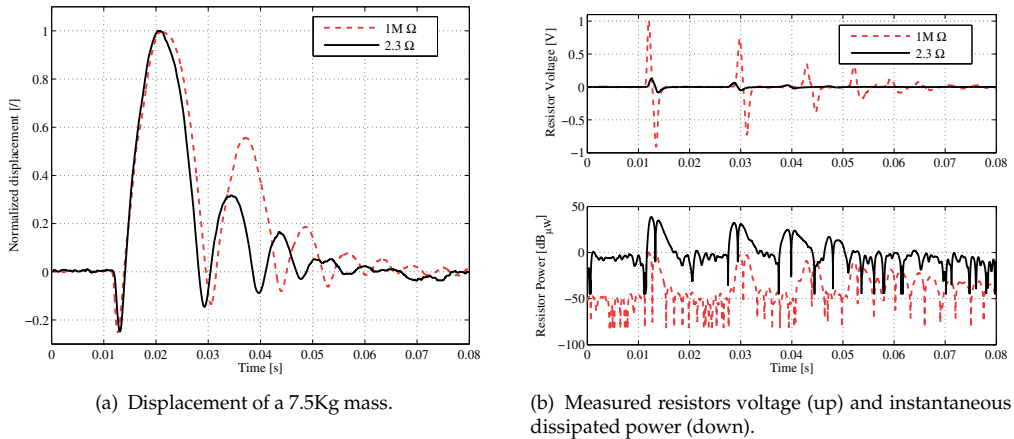 1M Ω
2.3 Ω
Normalized displacement [/]
1
0.8
0.6
0.4
0.2
0
−0.2
0 0.01 0.02 0.03 0.04 0.05 0.06 0.07 0.08
Time [s]
(a) Displacement of a 7.5Kg mass.
1M Ω
2.3 Ω
Resistor Voltage [V]
1
0.5
0
−0.5
−1
0 0.01 0.02 0.03 0.04 0.05 0.06 0.07 0.08
Resistor Power [dBμW]
50
0
−50
−100
0 0.01 0.02 0.03 0.04 0.05 0.06 0.07 0.08
Time [s]
(b) Measured resistors voltage (up) and instantaneous
dissipated power (down).